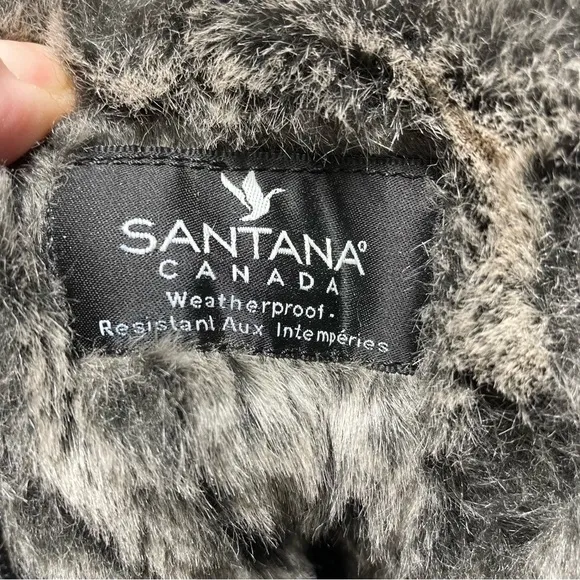 SANTANA®
CANADA
Weatherproof.
Resistant Aux Intempéries